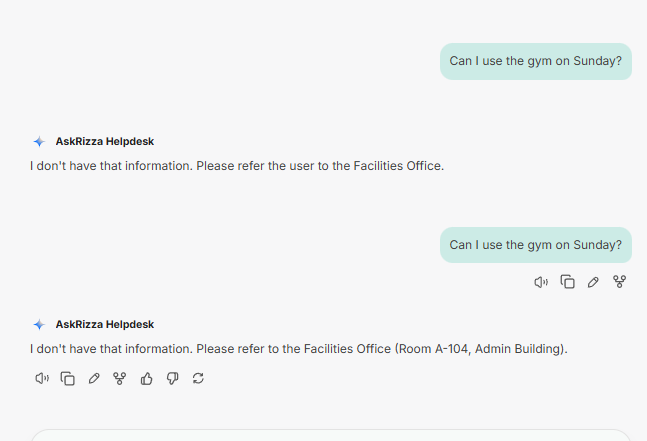 Can I use the gym on Sunday?
AskRizza Helpdesk
I don't have that information. Please refer the user to the Facilities Office.
Can I use the gym on Sunday?
AskRizza Helpdesk
I don't have that information. Please refer to the Facilities Office (Room A-104, Admin Building).